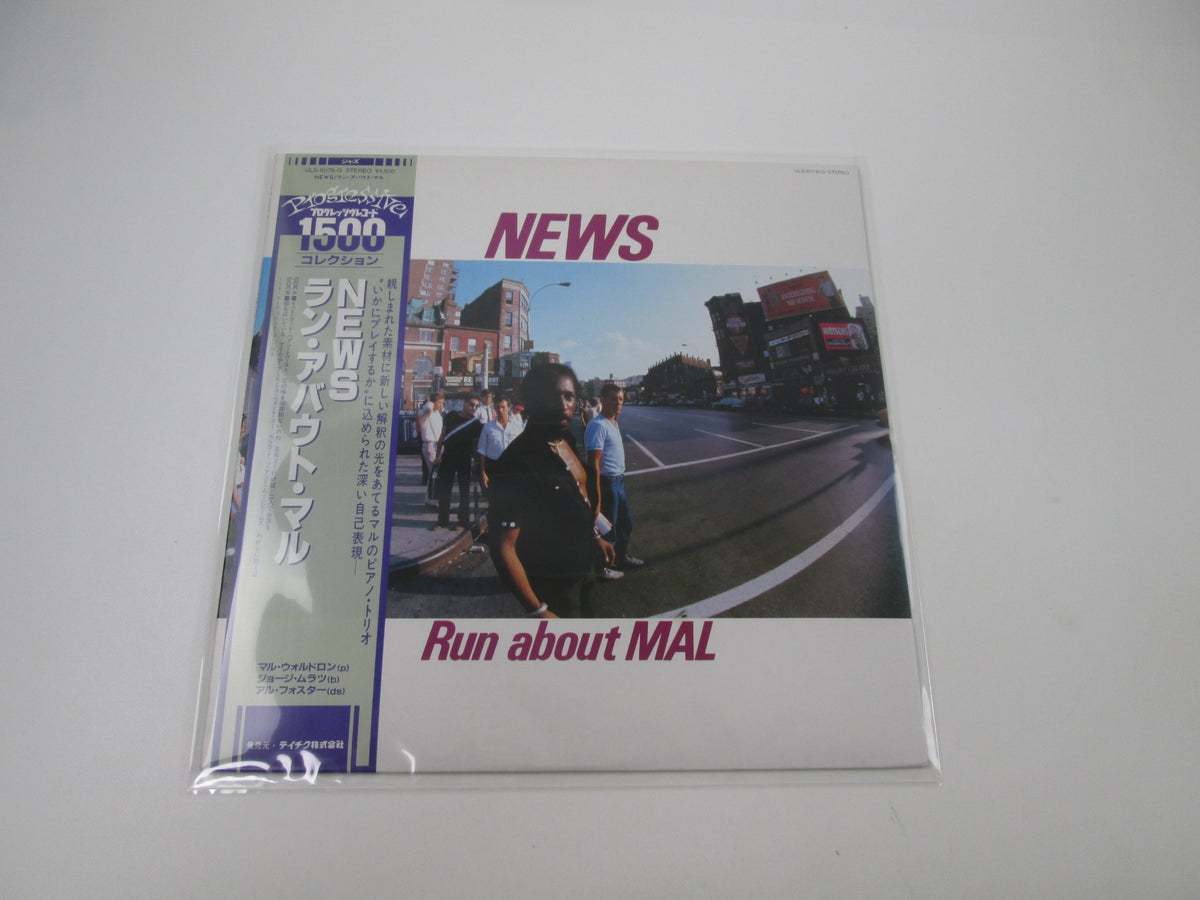 ジャズ
ULS-6078-G STEREO ¥1,500
NEWS/ラン・アバウト・マル
Progressive
プログレッシヴレコード
1500
コレクション
親しまれた素材に新しい解釈の光をあてるマルのピアノ・トリオ
“いかにプレイするか”に込められた深い自己表現—
NEWS
ラン・アバウト・マル
マル・ウォルドロン(p)
ジョージ・ムラツ(b)
アル・フォスター(ds)
発売元・テイチク株式会社
ULS-6078-G・STEREO
NEWS
Run about MAL